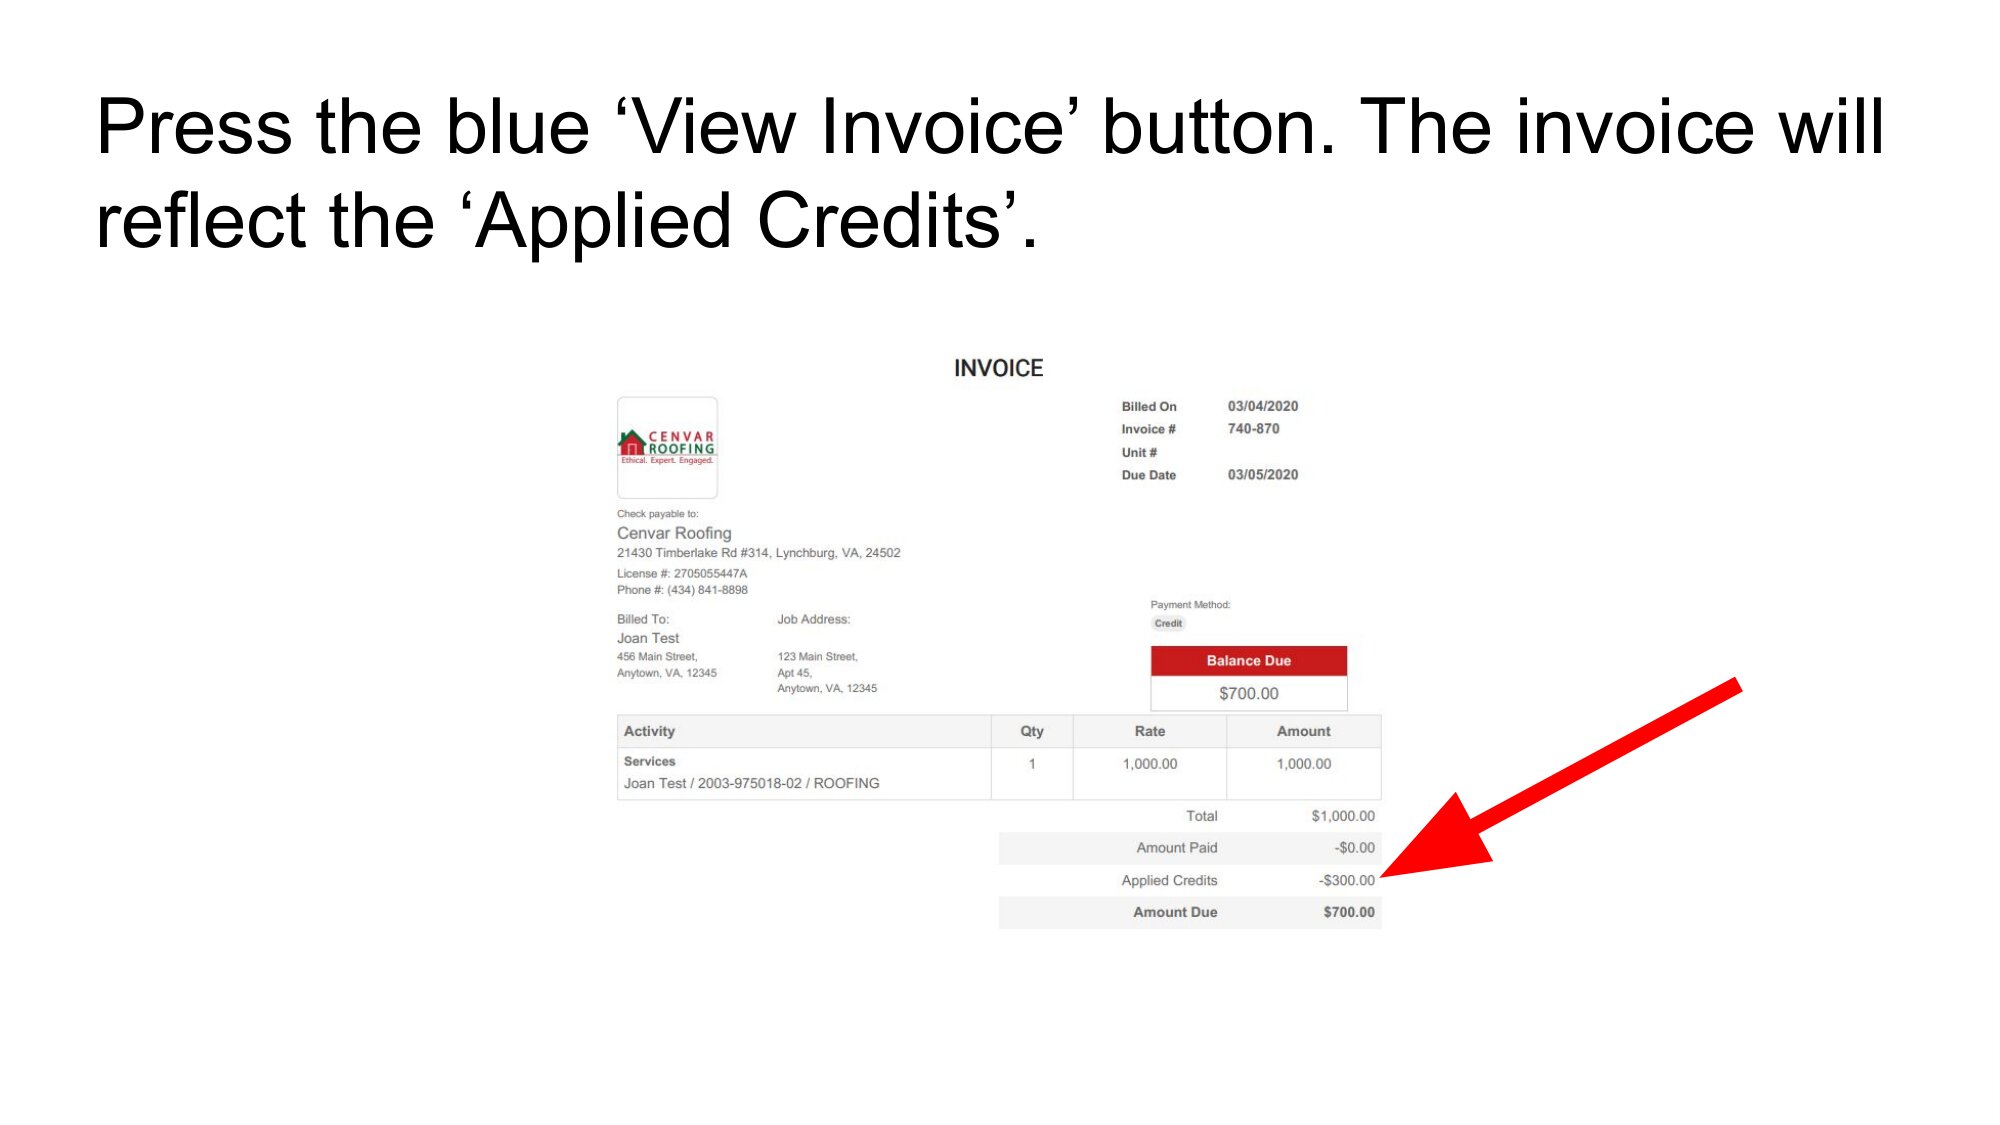 Press the blue ‘View Invoice’ button. The invoice will
reflect the ‘Applied Credits’.
INVOICE
CENVAR
ROOFING
Ethical. Expert. Engaged.
Billed On 03/04/2020
Invoice # 740-870
Unit #
Due Date 03/05/2020
Check payable to:
Cenvar Roofing
21430 Timberlake Rd #314, Lynchburg, VA, 24502
License #: 2705055447A
Phone #: (434) 841-8898
Payment Method:
Credit
Billed To: Job Address:
Joan Test
456 Main Street, 123 Main Street,
Anytown, VA, 12345 Apt 45,
Anytown, VA, 12345
Balance Due
$700.00
Activity Qty Rate Amount
Services 1 1,000.00 1,000.00
Joan Test / 2003-975018-02 / ROOFING
Total $1,000.00
Amount Paid -$0.00
Applied Credits -$300.00
Amount Due $700.00